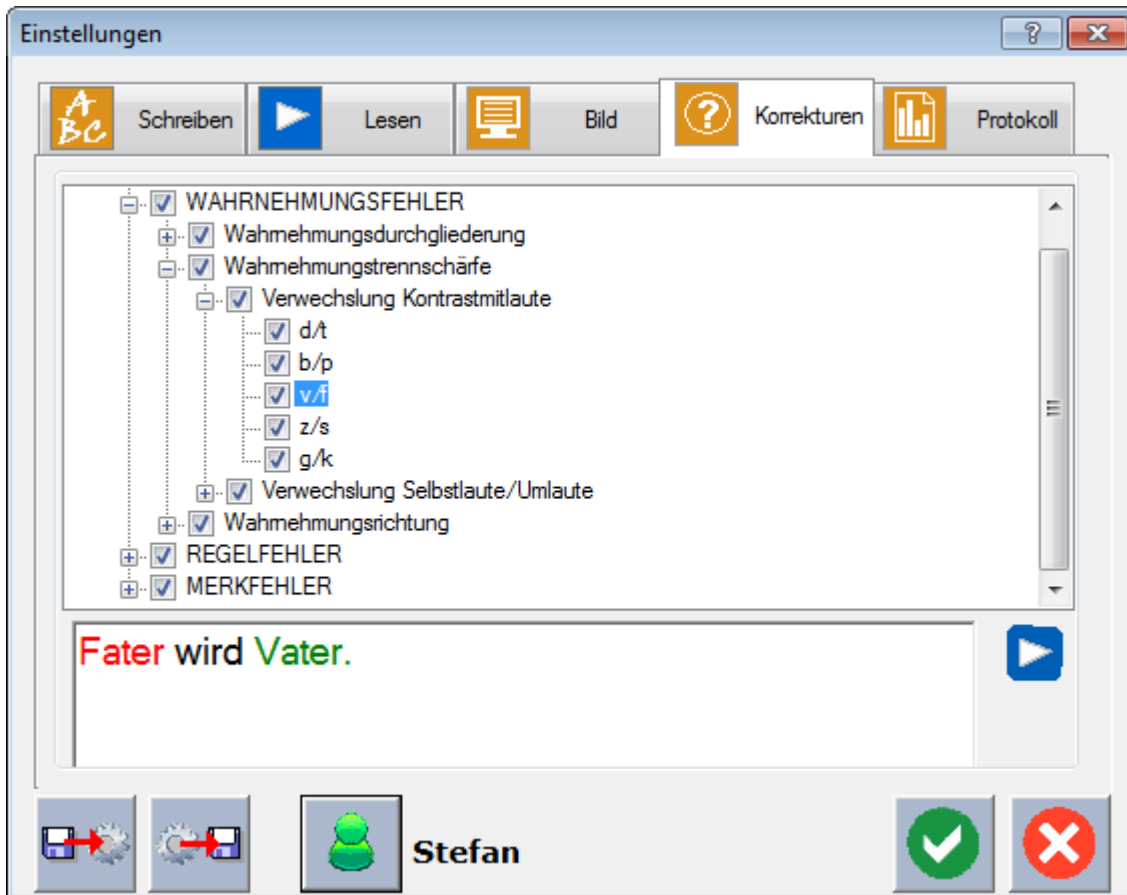 Einstellungen
ABC Schreiben Lesen Bild Korrekturen Protokoll
WAHRNEHMUNGSFEHLER
Wahrnehmungsdurchgliederung
Wahrnehmungstrennschärfe
Verwechslung Kontrastmitlaute
d/t
b/p
v/f
z/s
g/k
Verwechslung Selbstlaute/Umlaute
Wahrnehmungsrichtung
REGELFEHLER
MERKFEHLER
Fater wird Vater.
Stefan